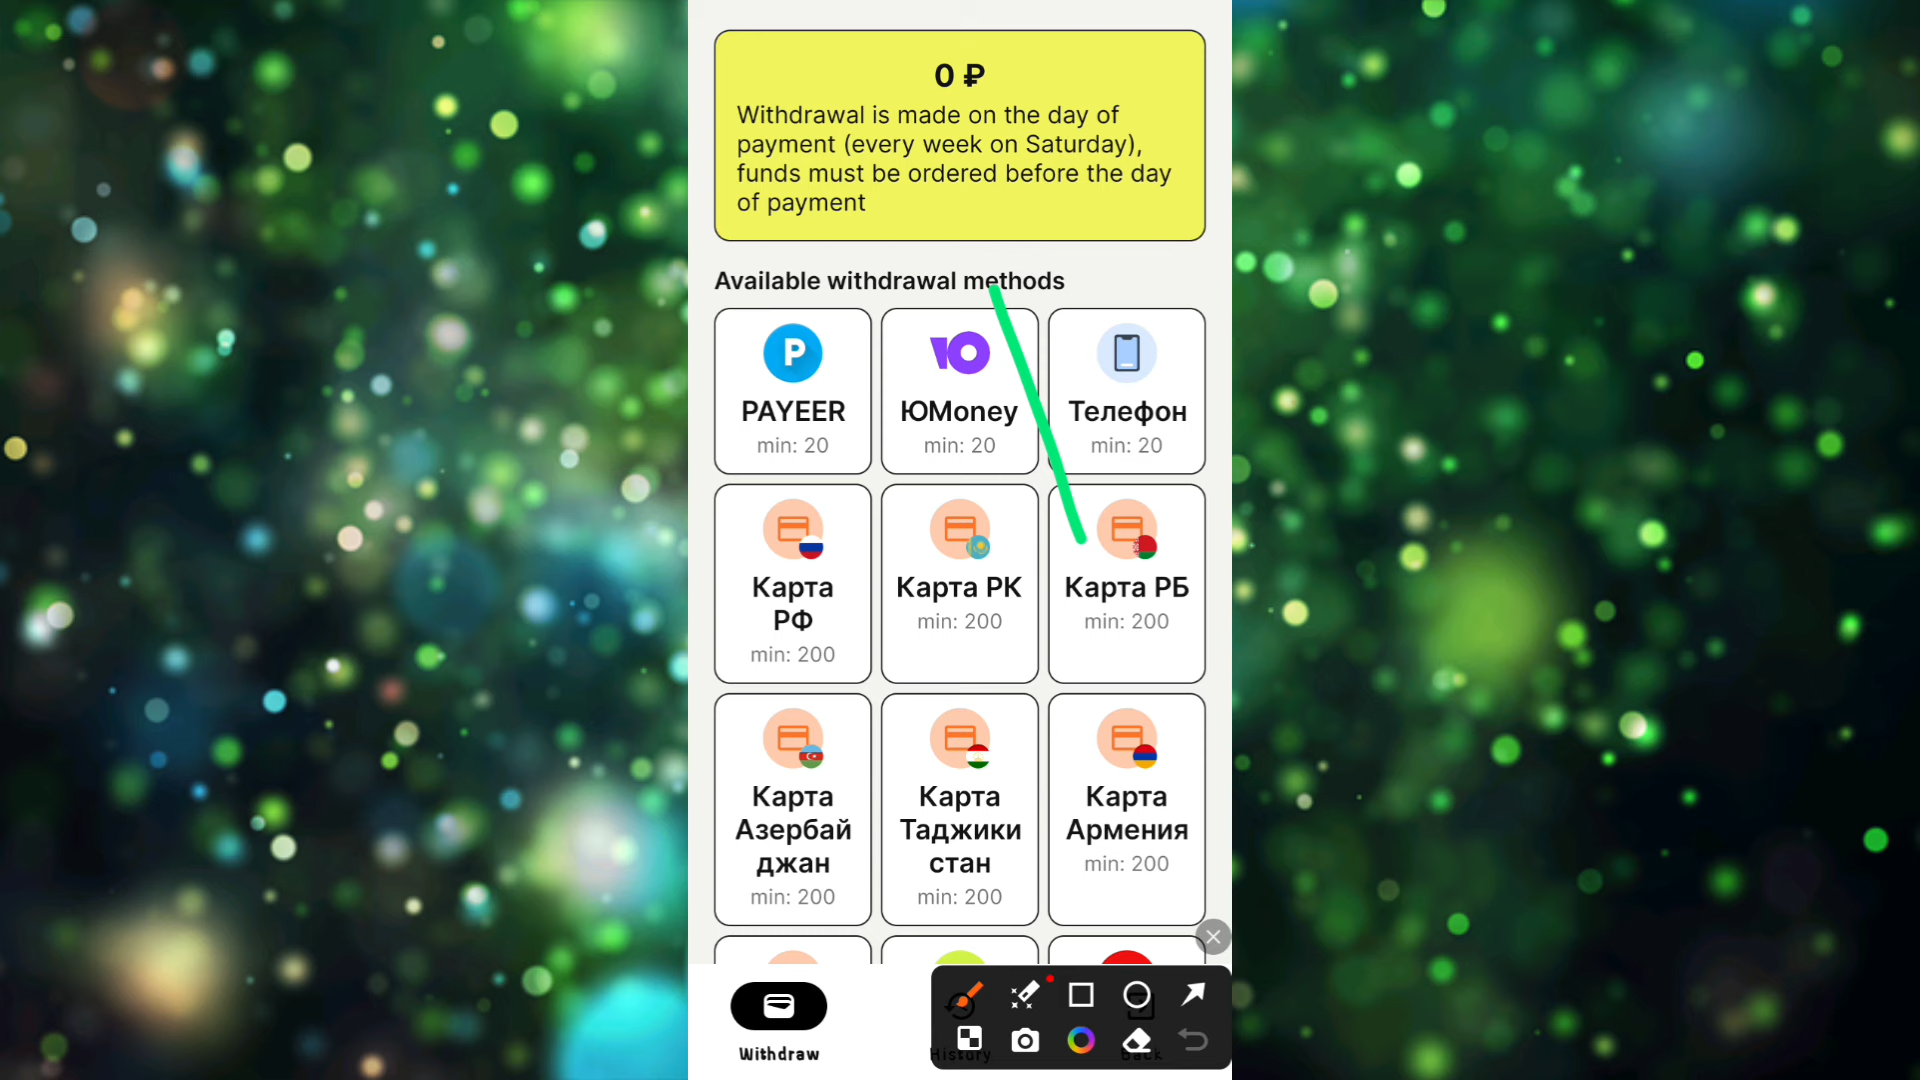 0 ₽
Withdrawal is made on the day of
payment (every week on Saturday),
funds must be ordered before the day
of payment
Available withdrawal methods
PAYEER
min: 20
ЮMoney
min: 20
Телефон
min: 20
Карта
РФ
min: 200
Карта РК
min: 200
Карта РБ
min: 200
Карта
Азербай
джан
min: 200
Карта
Таджики
стан
min: 200
Карта
Армения
min: 200
Withdraw
History
Back